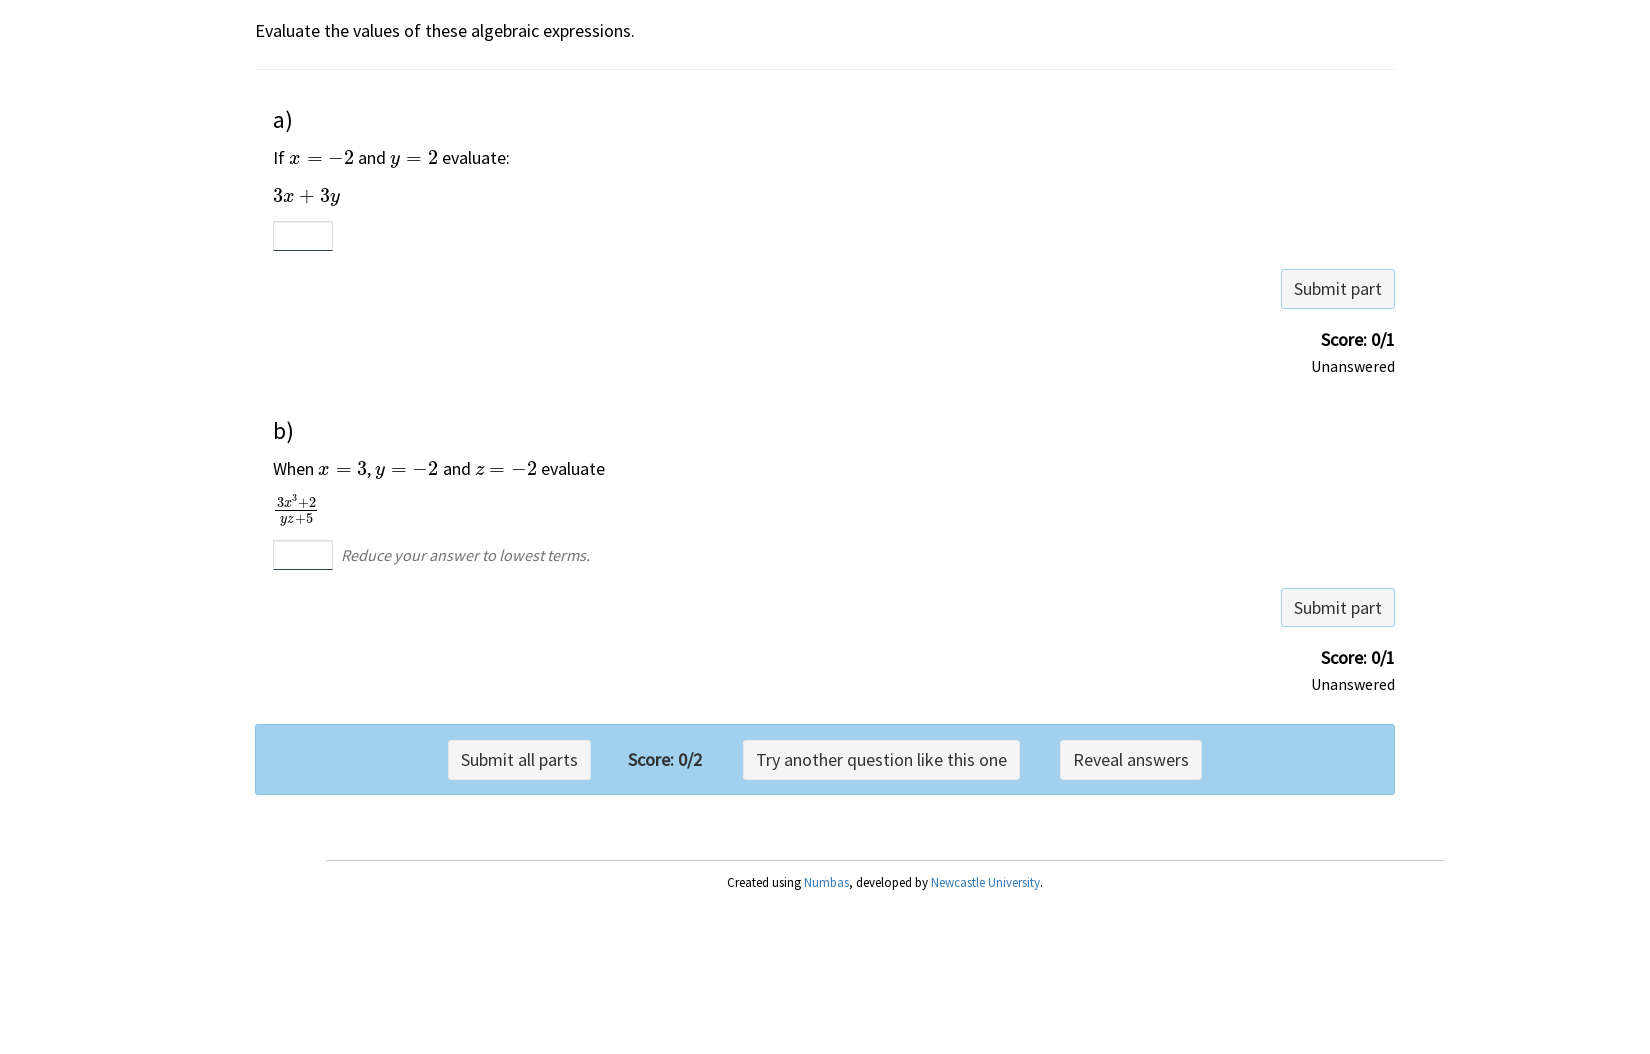 Evaluate the values of these algebraic expressions.
a)
If x = −2 and y = 2 evaluate:
3x + 3y
Submit part
Score: 0/1
Unanswered
b)
When x = 3, y = −2 and z = −2 evaluate
3x³+2
yz+5
Reduce your answer to lowest terms.
Submit part
Score: 0/1
Unanswered
Submit all parts Score: 0/2 Try another question like this one Reveal answers
Created using Numbas, developed by Newcastle University.